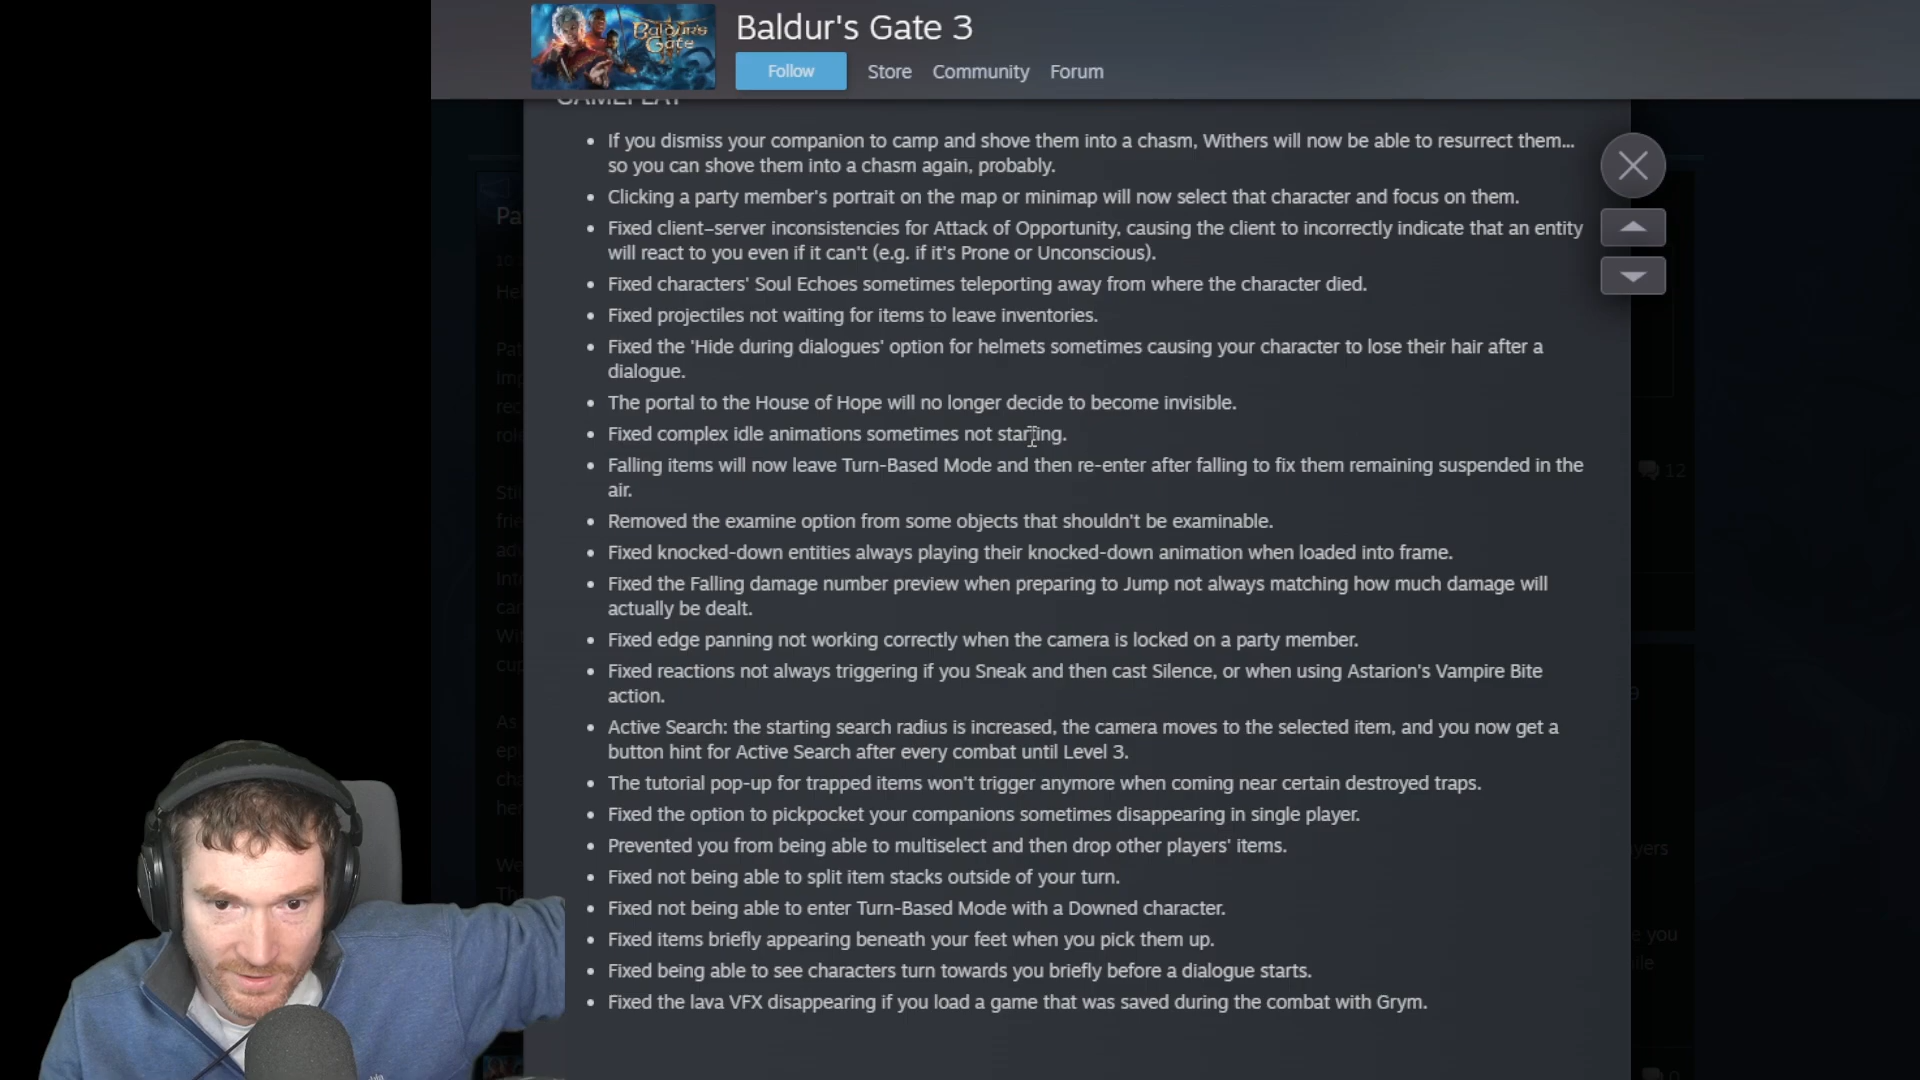 Baldur's Gate 3
Baldur's
Gate
Follow
Store
Community
Forum
GAMEPLAY
• If you dismiss your companion to camp and shove them into a chasm, Withers will now be able to resurrect them...
so you can shove them into a chasm again, probably.
• Clicking a party member's portrait on the map or minimap will now select that character and focus on them.
• Fixed client–server inconsistencies for Attack of Opportunity, causing the client to incorrectly indicate that an entity
will react to you even if it can't (e.g. if it's Prone or Unconscious).
• Fixed characters' Soul Echoes sometimes teleporting away from where the character died.
• Fixed projectiles not waiting for items to leave inventories.
• Fixed the 'Hide during dialogues' option for helmets sometimes causing your character to lose their hair after a
dialogue.
• The portal to the House of Hope will no longer decide to become invisible.
• Fixed complex idle animations sometimes not starting.
• Falling items will now leave Turn-Based Mode and then re-enter after falling to fix them remaining suspended in the
air.
• Removed the examine option from some objects that shouldn't be examinable.
• Fixed knocked-down entities always playing their knocked-down animation when loaded into frame.
• Fixed the Falling damage number preview when preparing to Jump not always matching how much damage will
actually be dealt.
• Fixed edge panning not working correctly when the camera is locked on a party member.
• Fixed reactions not always triggering if you Sneak and then cast Silence, or when using Astarion's Vampire Bite
action.
• Active Search: the starting search radius is increased, the camera moves to the selected item, and you now get a
button hint for Active Search after every combat until Level 3.
• The tutorial pop-up for trapped items won't trigger anymore when coming near certain destroyed traps.
• Fixed the option to pickpocket your companions sometimes disappearing in single player.
• Prevented you from being able to multiselect and then drop other players' items.
• Fixed not being able to split item stacks outside of your turn.
• Fixed not being able to enter Turn-Based Mode with a Downed character.
• Fixed items briefly appearing beneath your feet when you pick them up.
• Fixed being able to see characters turn towards you briefly before a dialogue starts.
• Fixed the lava VFX disappearing if you load a game that was saved during the combat with Grym.
12